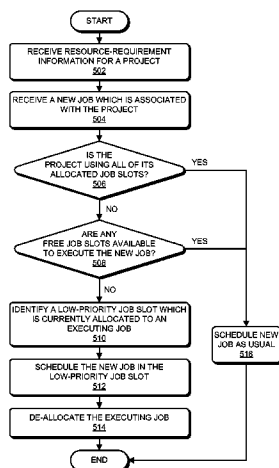 START
RECEIVE RESOURCE-REQUIREMENT
INFORMATION FOR A PROJECT
502
RECEIVE A NEW JOB WHICH IS ASSOCIATED
WITH THE PROJECT
504
IS THE
PROJECT USING ALL OF ITS
ALLOCATED JOB SLOTS?
506
YES
NO
ARE ANY
FREE JOB SLOTS AVAILABLE
TO EXECUTE THE NEW JOB?
508
YES
NO
IDENTIFY A LOW-PRIORITY JOB SLOT WHICH
IS CURRENTLY ALLOCATED TO AN
EXECUTING JOB
510
SCHEDULE NEW
JOB AS USUAL
516
SCHEDULE THE NEW JOB IN THE
LOW-PRIORITY JOB SLOT
512
DE-ALLOCATE THE EXECUTING JOB
514
END